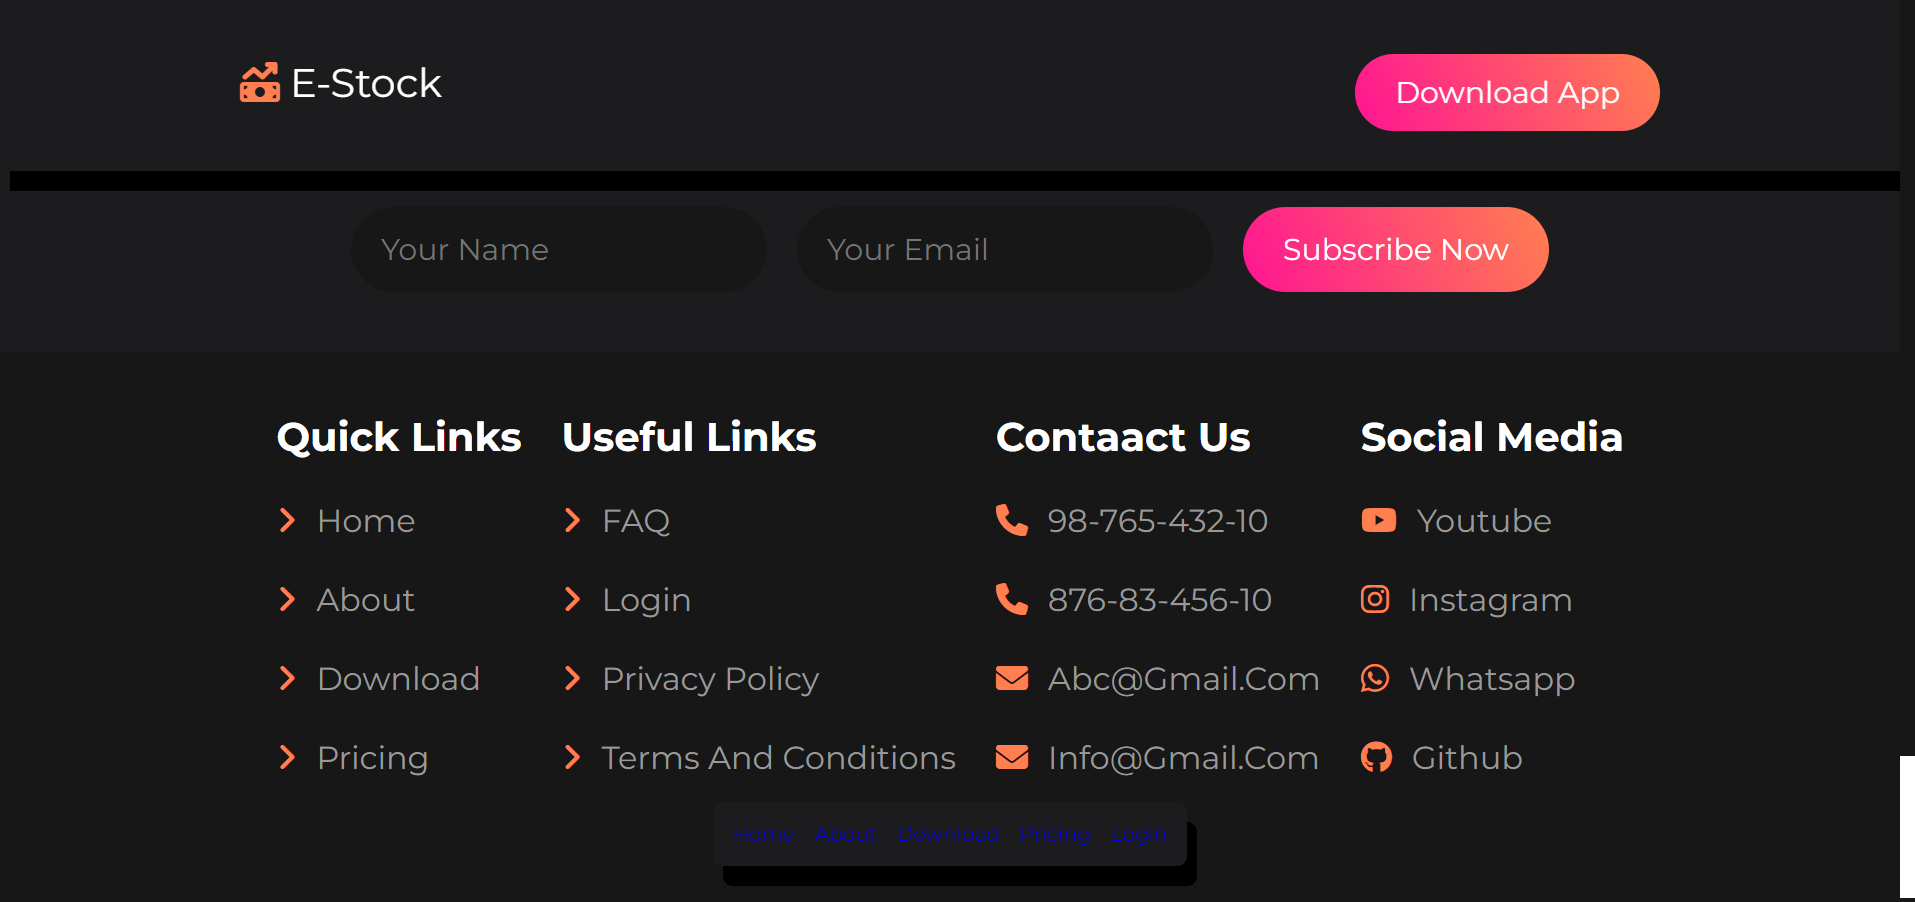 E-Stock
Download App
Your Name
Your Email
Subscribe Now
Quick Links
Home
About
Download
Pricing
Useful Links
FAQ
Login
Privacy Policy
Terms And Conditions
Contaact Us
98-765-432-10
876-83-456-10
Abc@Gmail.Com
Info@Gmail.Com
Social Media
Youtube
Instagram
Whatsapp
Github
Home About Download Pricing Login